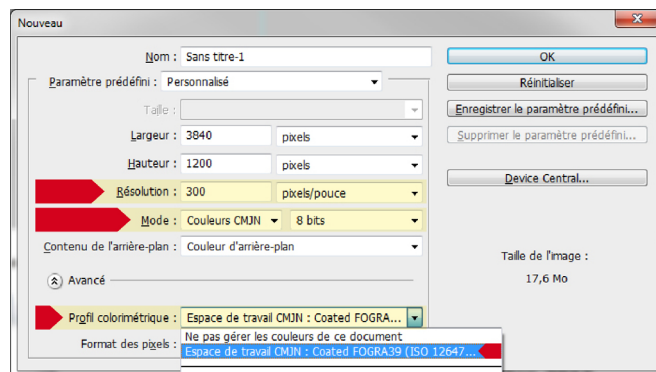 Nouveau
Nom : Sans titre-1
OK
Paramètre prédéfini : Personnalisé
Réinitialiser
Taille :
Enregistrer le paramètre prédéfini...
Largeur : 3840 pixels
Supprimer le paramètre prédéfini...
Hauteur : 1200 pixels
Résolution : 300 pixels/pouce
Device Central...
Mode : Couleurs CMJN 8 bits
Contenu de l'arrière-plan : Couleur d'arrière-plan
Taille de l'image :
Avancé
17,6 Mo
Profil colorimétrique : Espace de travail CMJN : Coated FOGRA...
Ne pas gérer les couleurs de ce document
Format des pixels : Espace de travail CMJN : Coated FOGRA39 (ISO 12647...